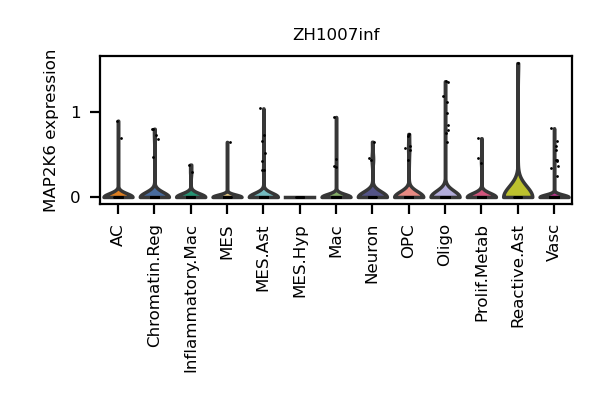 ZH1007inf
MAP2K6 expression
1
0
AC
Chromatin.Reg
Inflammatory.Mac
MES
MES.Ast
MES.Hyp
Mac
Neuron
OPC
Oligo
Prolif.Metab
Reactive.Ast
Vasc